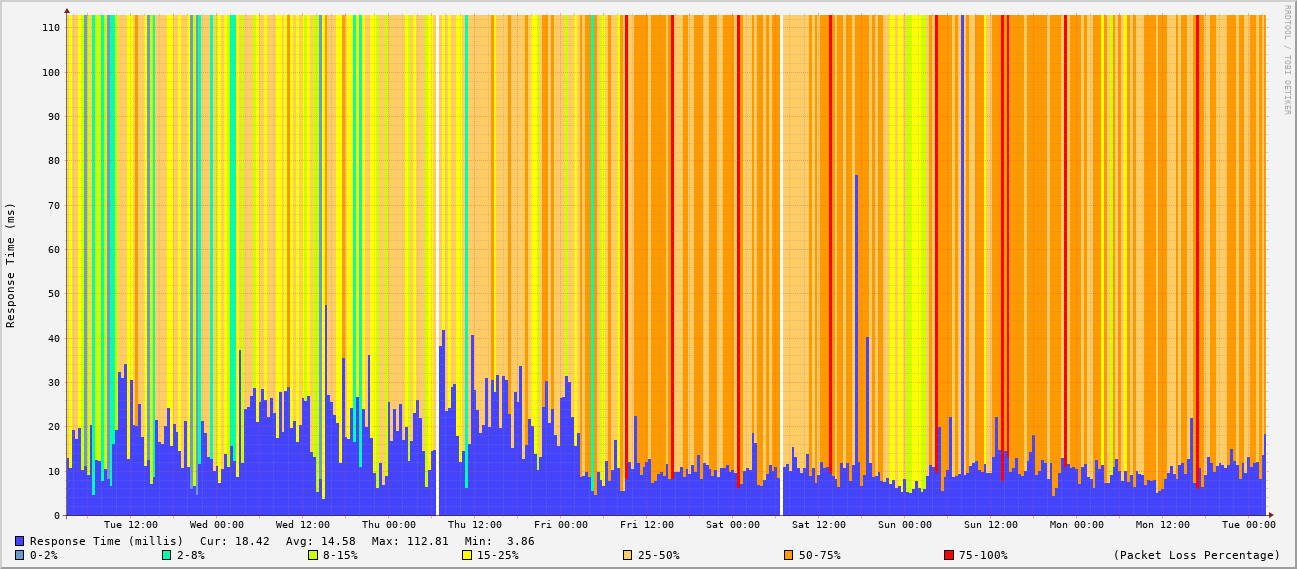 RRDTOOL / TOBI OETIKER
Response Time (ms)
110
100
90
80
70
60
50
40
30
20
10
0
Tue 12:00 Wed 00:00 Wed 12:00 Thu 00:00 Thu 12:00 Fri 00:00 Fri 12:00 Sat 00:00 Sat 12:00 Sun 00:00 Sun 12:00 Mon 00:00 Mon 12:00 Tue 00:00
Response Time (millis) Cur: 18.42 Avg: 14.58 Max: 112.81 Min: 3.86
0-2% 2-8% 8-15% 15-25% 25-50% 50-75% 75-100% (Packet Loss Percentage)